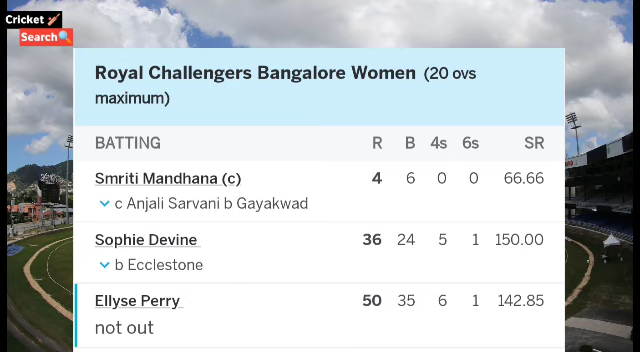 Cricket
Search
Royal Challengers Bangalore Women (20 ovs
maximum)
BATTING R B 4s 6s SR
Smriti Mandhana (c) 4 6 0 0 66.66
c Anjali Sarvani b Gayakwad
Sophie Devine 36 24 5 1 150.00
b Ecclestone
Ellyse Perry 50 35 6 1 142.85
not out